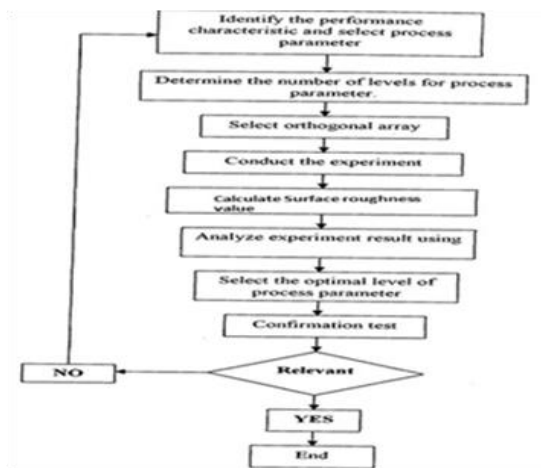 Identify the performance
characteristic and select process
parameter
Determine the number of levels for process
parameter.
Select orthogonal array
Conduct the experiment
Calculate Surface roughness
value
Analyze experiment result using
Select the optimal level of
process parameter
Confirmation test
Relevant
NO
YES
End